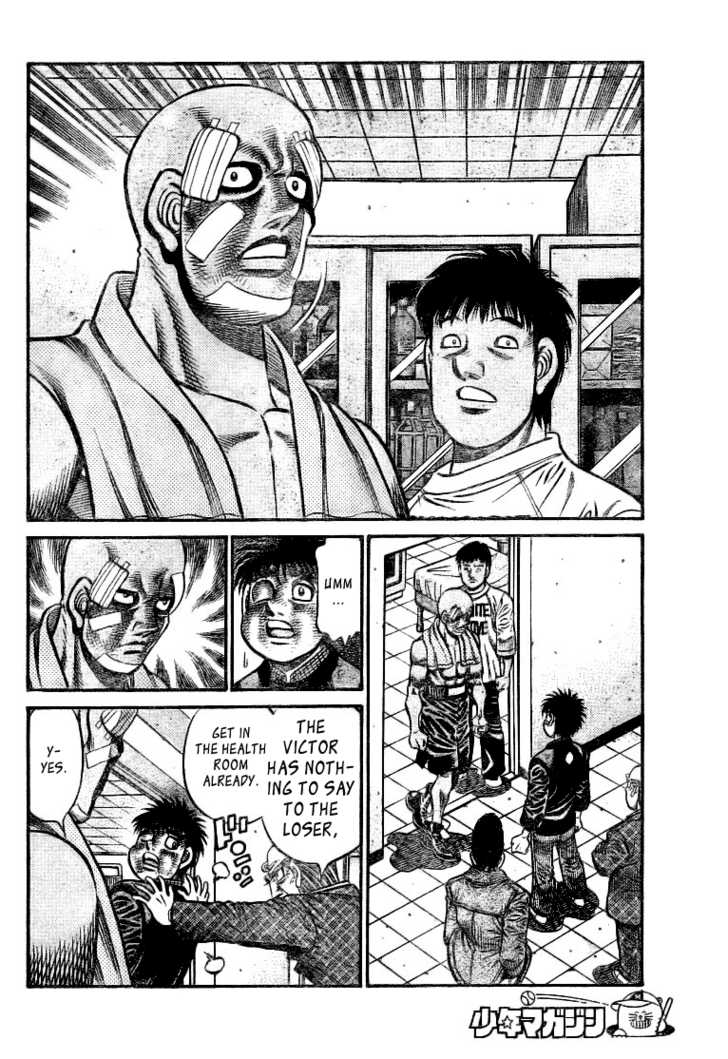 UMM
...
THE
VICTOR
HAS NOTH-
ING TO SAY
TO THE
LOSER,
GET IN
THE HEALTH
ROOM
ALREADY.
Y-
YES.
少年マガジン